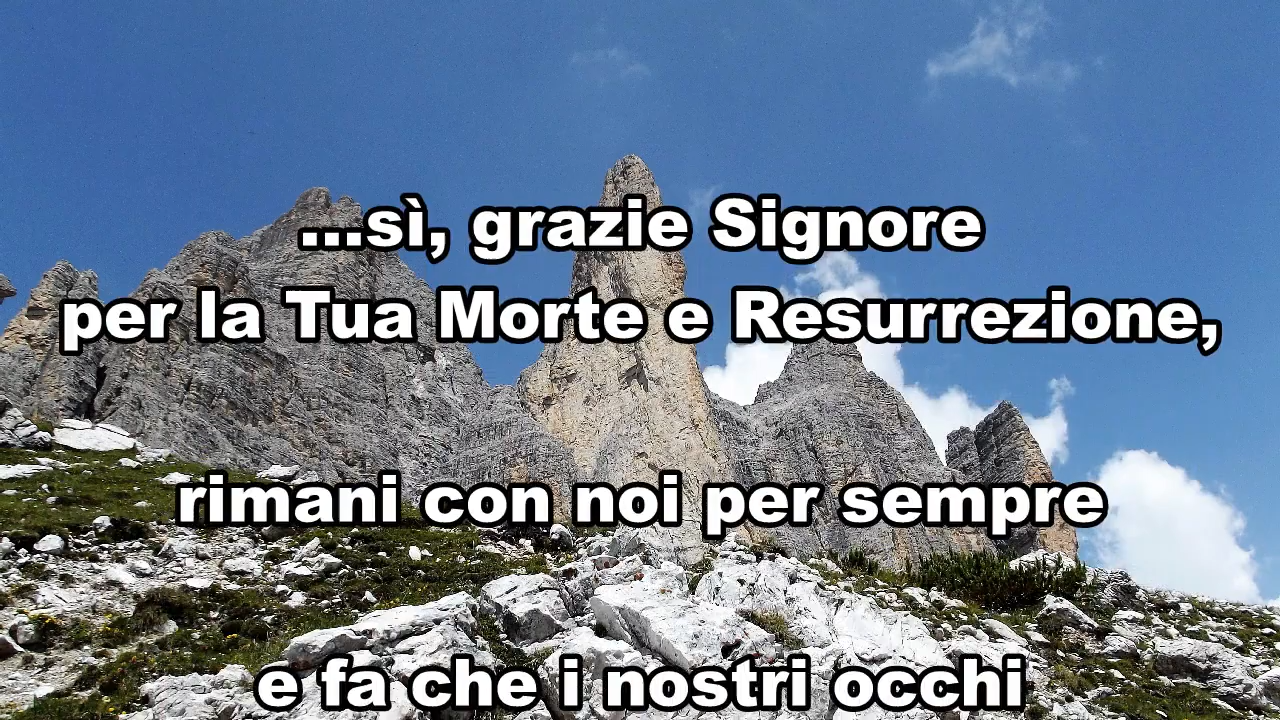 ...sì, grazie Signore
per la Tua Morte e Resurrezione,
rimani con noi per sempre
e fa che i nostri occhi